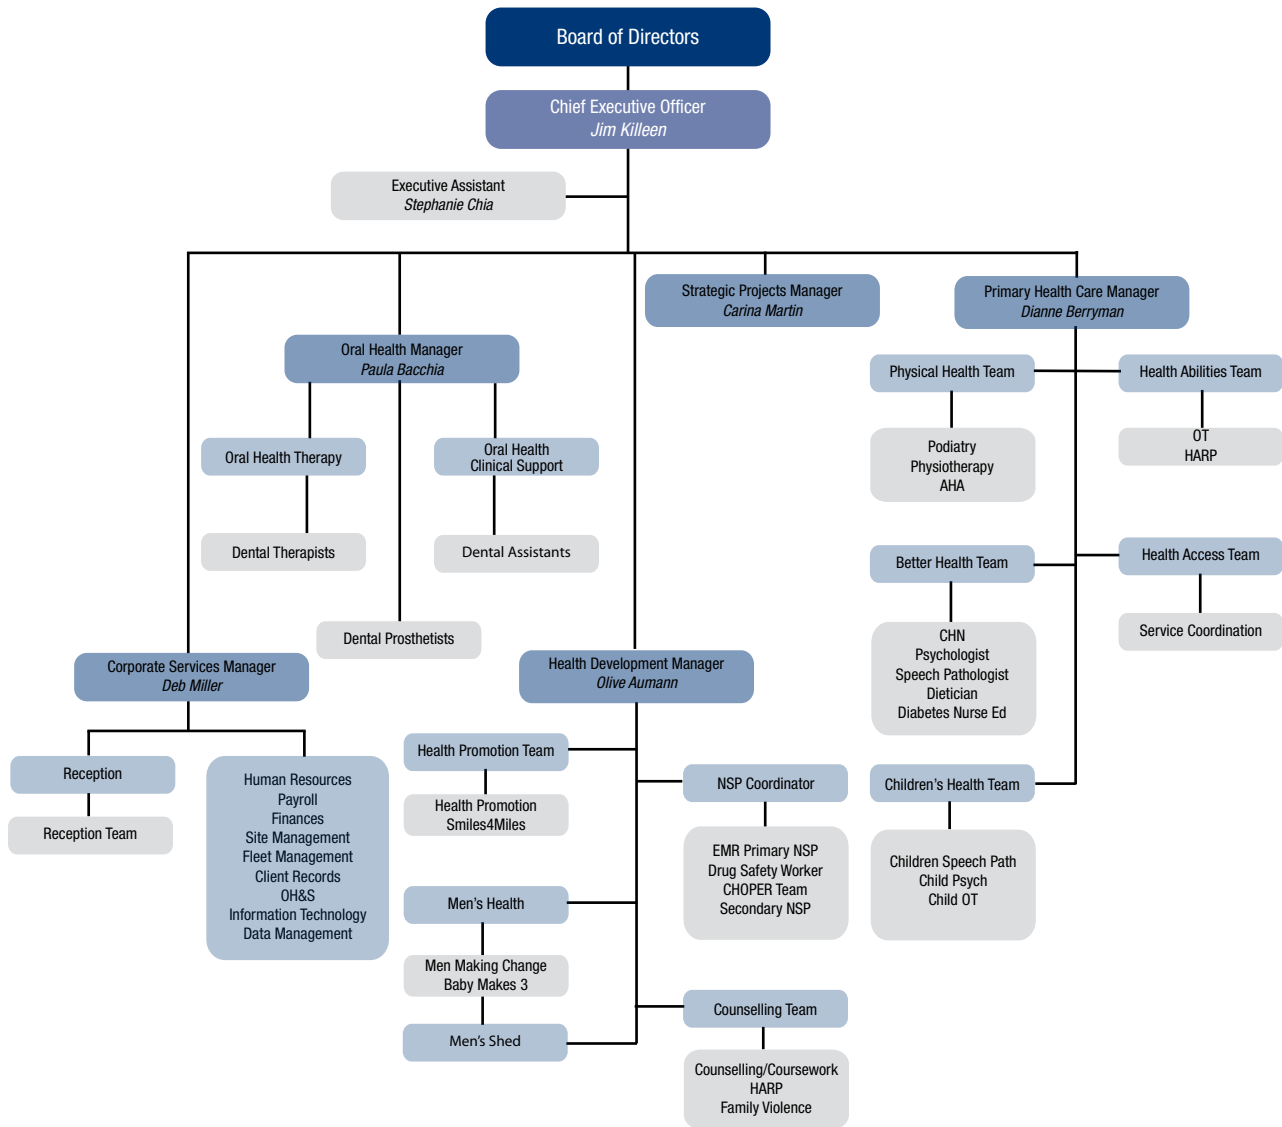 Board of Directors
Chief Executive Officer
Jim Killeen
Executive Assistant
Stephanie Chia
Strategic Projects Manager
Carina Martin
Primary Health Care Manager
Dianne Berryman
Oral Health Manager
Paula Bacchia
Physical Health Team
Health Abilities Team
Podiatry
Physiotherapy
AHA
OT
HARP
Oral Health Therapy
Oral Health
Clinical Support
Dental Therapists
Dental Assistants
Better Health Team
Health Access Team
CHN
Psychologist
Speech Pathologist
Dietician
Diabetes Nurse Ed
Service Coordination
Dental Prosthetists
Corporate Services Manager
Deb Miller
Health Development Manager
Olive Aumann
Reception
Reception Team
Human Resources
Payroll
Finances
Site Management
Fleet Management
Client Records
OH&S
Information Technology
Data Management
Health Promotion Team
Health Promotion
Smiles4Miles
NSP Coordinator
EMR Primary NSP
Drug Safety Worker
CHOPER Team
Secondary NSP
Children's Health Team
Children Speech Path
Child Psych
Child OT
Men's Health
Men Making Change
Baby Makes 3
Men's Shed
Counselling Team
Counselling/Coursework
HARP
Family Violence